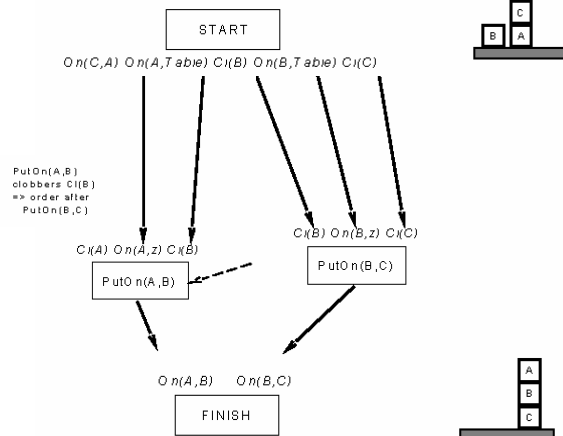 START
C
B A
On(C,A) On(A,Table) Cl(B) On(B,Table) Cl(C)
PutOn(A,B)
clobbers Cl(B)
=> order after
PutOn(B,C)
Cl(B) On(B,z) Cl(C)
Cl(A) On(A,z) Cl(B)
PutOn(B,C)
PutOn(A,B)
On(A,B) On(B,C)
FINISH
A
B
C